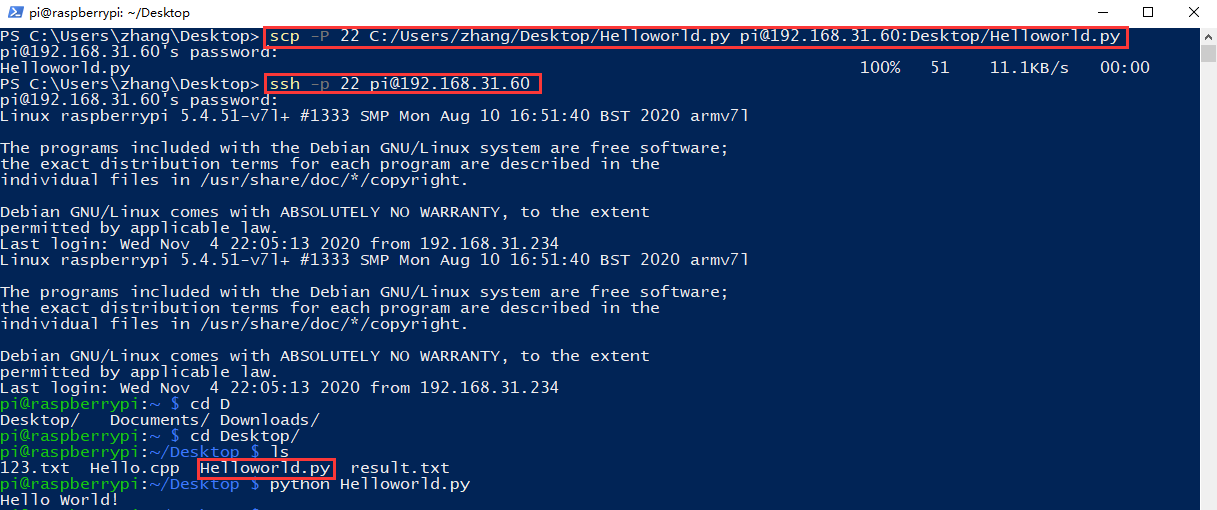 pi@raspberrypi: ~/Desktop
PS C:\Users\zhang\Desktop> scp -P 22 C:/Users/zhang/Desktop/Helloworld.py pi@192.168.31.60:Desktop/Helloworld.py
pi@192.168.31.60's password:
Helloworld.py 100% 51 11.1KB/s 00:00
PS C:\Users\zhang\Desktop> ssh -p 22 pi@192.168.31.60
pi@192.168.31.60's password:
Linux raspberrypi 5.4.51-v7l+ #1333 SMP Mon Aug 10 16:51:40 BST 2020 armv7l
The programs included with the Debian GNU/Linux system are free software;
the exact distribution terms for each program are described in the
individual files in /usr/share/doc/*/copyright.
Debian GNU/Linux comes with ABSOLUTELY NO WARRANTY, to the extent
permitted by applicable law.
Last login: Wed Nov  4 22:05:13 2020 from 192.168.31.234
Linux raspberrypi 5.4.51-v7l+ #1333 SMP Mon Aug 10 16:51:40 BST 2020 armv7l
The programs included with the Debian GNU/Linux system are free software;
the exact distribution terms for each program are described in the
individual files in /usr/share/doc/*/copyright.
Debian GNU/Linux comes with ABSOLUTELY NO WARRANTY, to the extent
permitted by applicable law.
Last login: Wed Nov  4 22:05:13 2020 from 192.168.31.234
pi@raspberrypi:~ $ cd D
Desktop/   Documents/ Downloads/
pi@raspberrypi:~ $ cd Desktop/
pi@raspberrypi:~/Desktop $ ls
123.txt  Hello.cpp  Helloworld.py  result.txt
pi@raspberrypi:~/Desktop $ python Helloworld.py
Hello World!